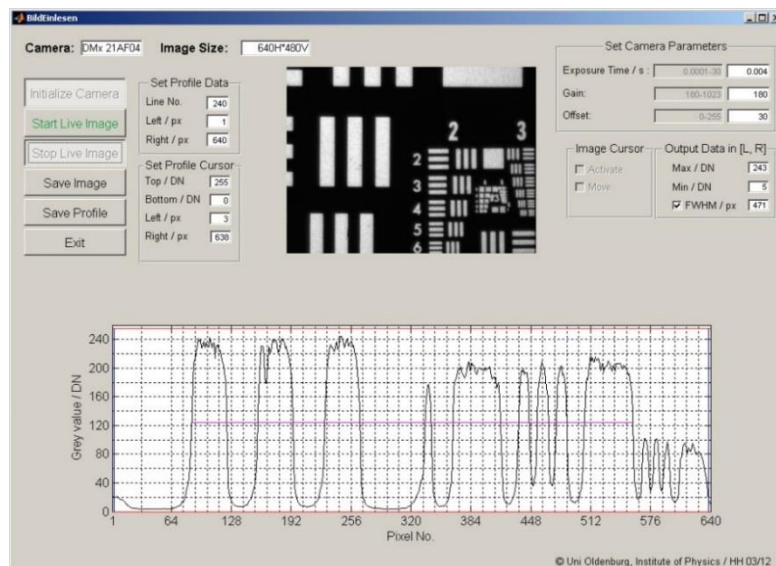 BildEinlesen
Camera: DMx 21AF04 Image Size: 640H*480V
Initialize Camera
Start Live Image
Stop Live Image
Save Image
Save Profile
Exit
Set Profile Data
Line No. 240
Left / px 1
Right / px 640
Set Profile Cursor
Top / DN 255
Bottom / DN 0
Left / px 3
Right / px 638
2 3
2
3
4
5
6
Set Camera Parameters
Exposure Time / s : 0.0001-30 0.004
Gain: 180-1023 180
Offset: 0-255 30
Image Cursor
Activate
Move
Output Data in [L, R]
Max / DN 243
Min / DN 5
FWHM / px 471
Grey value / DN
240
200
160
120
80
40
0
1 64 128 192 256 320 384 448 512 576 640
Pixel No.
© Uni Oldenburg, Institute of Physics / HH 03/12